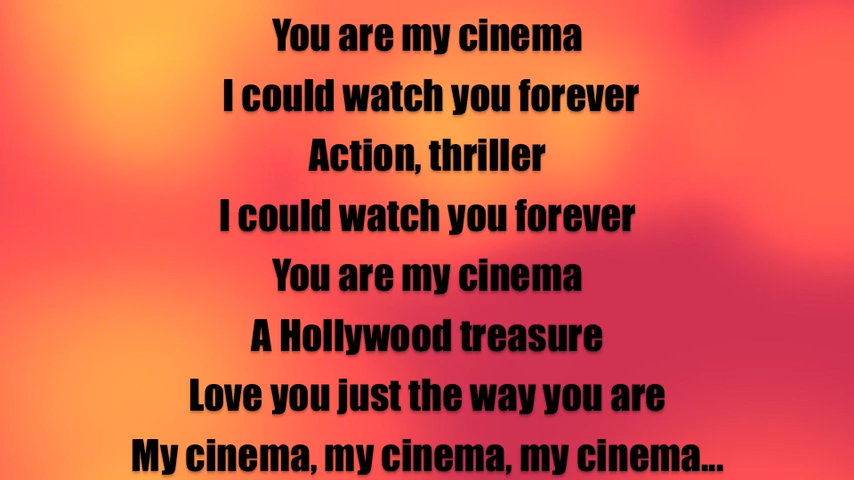 You are my cinema
I could watch you forever
Action, thriller
I could watch you forever
You are my cinema
A Hollywood treasure
Love you just the way you are
My cinema, my cinema, my cinema...